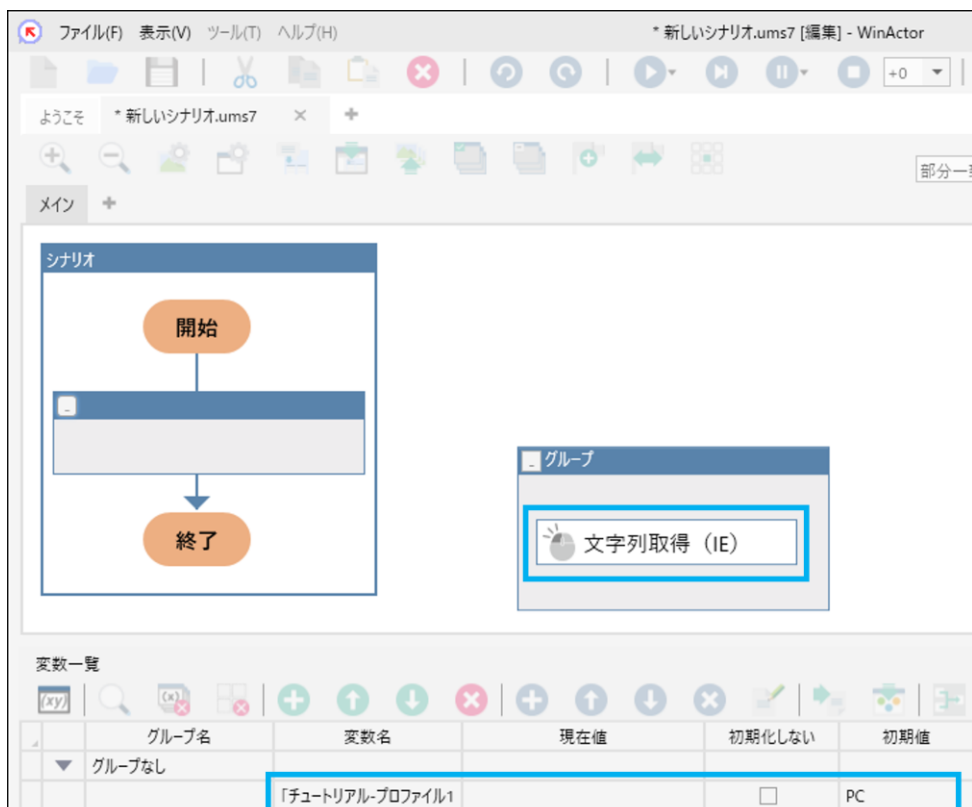 ファイル(F) 表示(V) ツール(T) ヘルプ(H) * 新しいシナリオ.ums7 [編集] - WinActor
+0
ようこそ * 新しいシナリオ.ums7
部分一
メイン
シナリオ
開始
終了
グループ
文字列取得（IE）
変数一覧
(xy) (x)
グループ名 変数名 現在値 初期化しない 初期値
グループなし
「チュートリアル-プロファイル1 PC